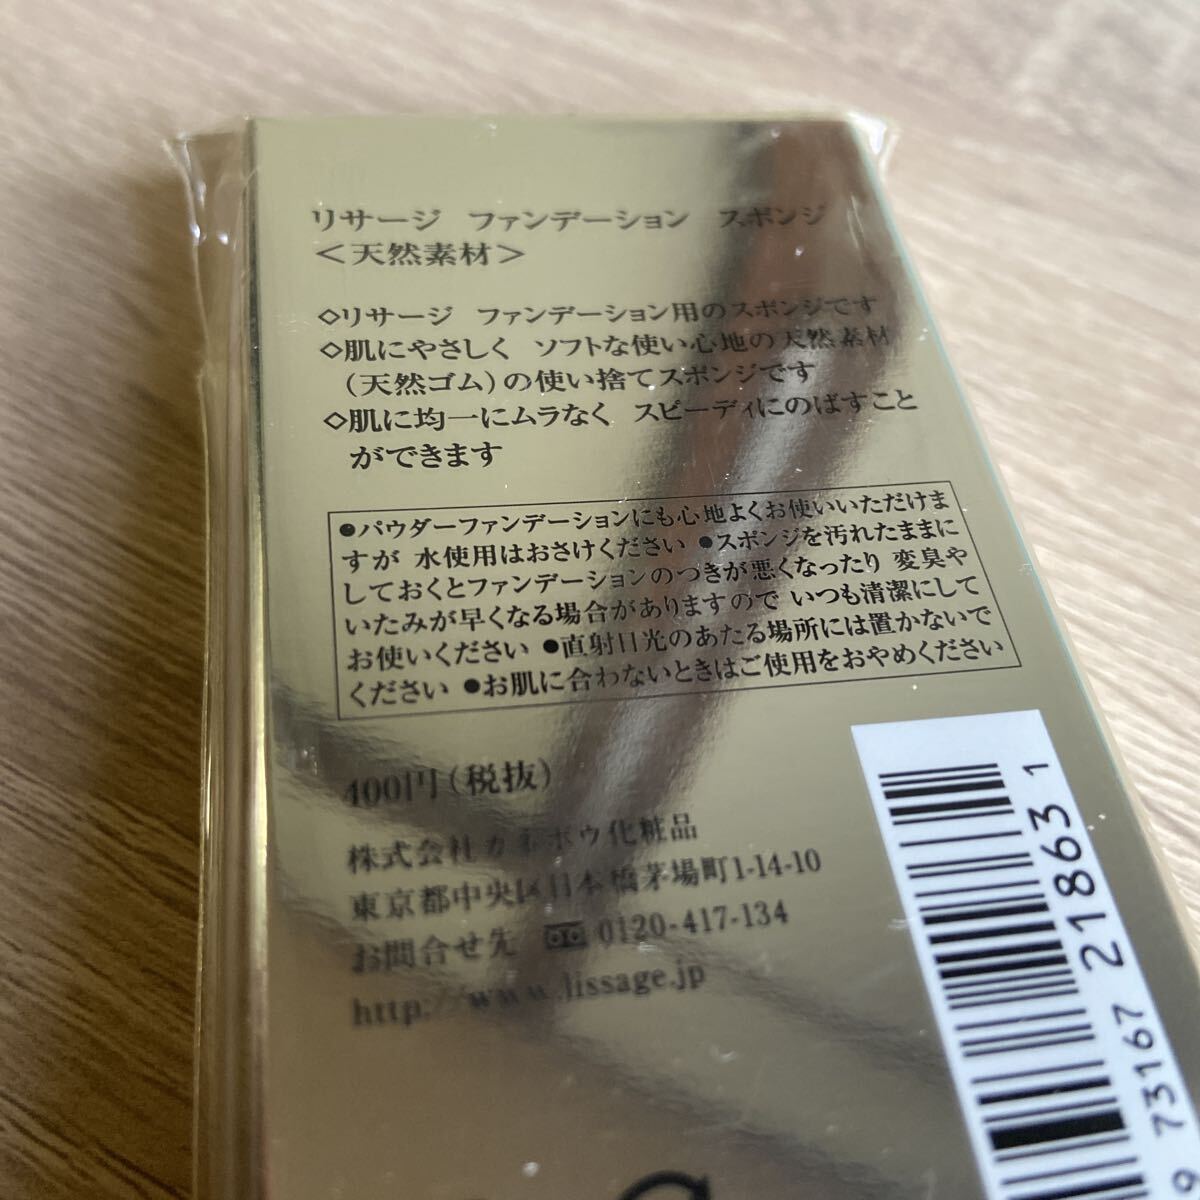 リサージ ファンデーション スポンジ
＜天然素材＞
◇リサージ ファンデーション用のスポンジです
◇肌にやさしく ソフトな使い心地の天然素材
（天然ゴム）の使い捨てスポンジです
◇肌に均一にムラなく スピーディにのばすこと
ができます
●パウダーファンデーションにも心地よくお使いいただけま
すが 水使用はおさけください ●スポンジを汚れたままに
しておくとファンデーションのつきが悪くなったり 変臭や
いたみが早くなる場合がありますので いつも清潔にして
お使いください ●直射日光のあたる場所には置かないで
ください ●お肌に合わないときはご使用をおやめください
400円（税抜）
株式会社カネボウ化粧品
東京都中央区日本橋茅場町1-14-10
お問合せ先 0120-417-134
http://www.lissage.jp
73167 218631